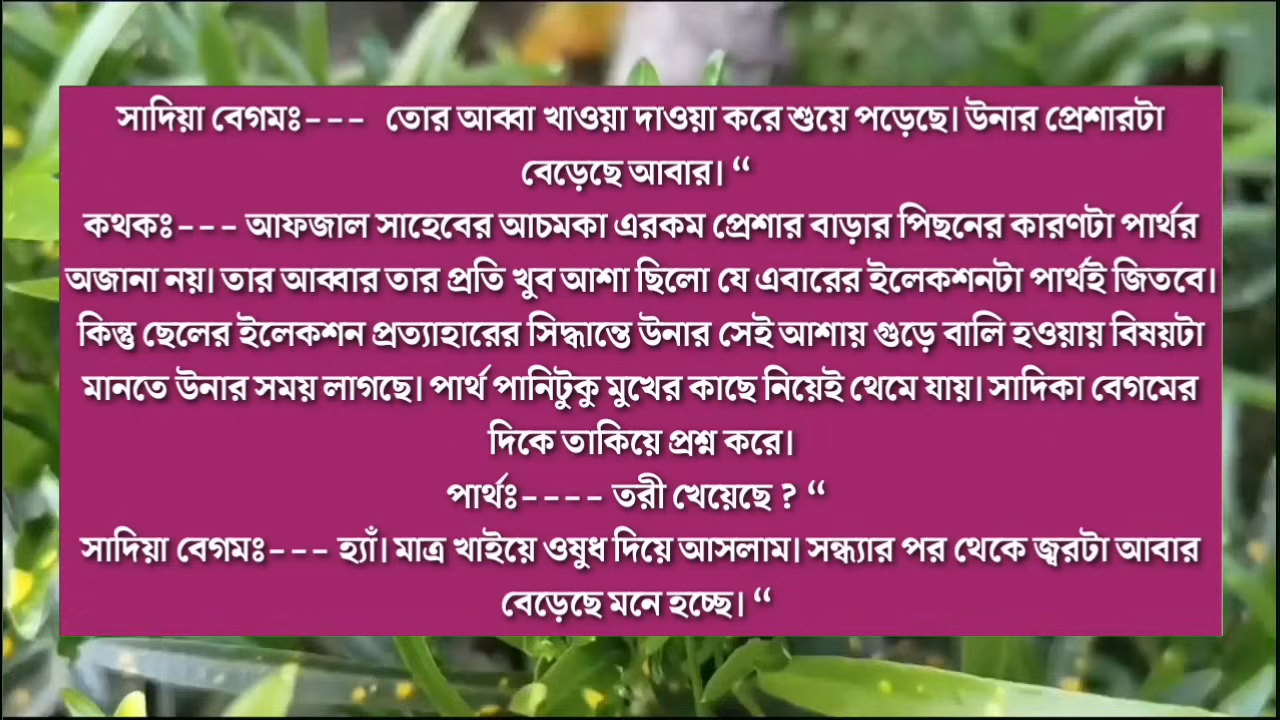 সাদিয়া বেগমঃ--- তোর আব্বা খাওয়া দাওয়া করে শুয়ে পড়েছে। উনার প্রেশারটা
বেড়েছে আবার। “
কথকঃ--- আফজাল সাহেবের আচমকা এরকম প্রেশার বাড়ার পিছনের কারণটা পার্থর
অজানা নয়। তার আব্বার তার প্রতি খুব আশা ছিলো যে এবারের ইলেকশনটা পার্থই জিতবে।
কিন্তু ছেলের ইলেকশন প্রত্যাহারের সিদ্ধান্তে উনার সেই আশায় গুড়ে বালি হওয়ায় বিষয়টা
মানতে উনার সময় লাগছে। পার্থ পানিটুকু মুখের কাছে নিয়েই থেমে যায়। সাদিকা বেগমের
দিকে তাকিয়ে প্রশ্ন করে।
পার্থঃ---- তরী খেয়েছে ? “
সাদিয়া বেগমঃ--- হ্যাঁ। মাত্র খাইয়ে ওষুধ দিয়ে আসলাম। সন্ধ্যার পর থেকে জ্বরটা আবার
বেড়েছে মনে হচ্ছে। “